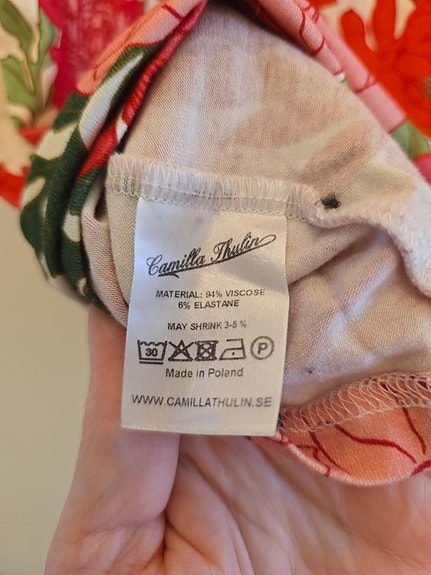 Camilla Thulin
MATERIAL: 94% VISCOSE
6% ELASTANE
MAY SHRINK 3-5 %
30 P
Made in Poland
WWW.CAMILLATHULIN.SE